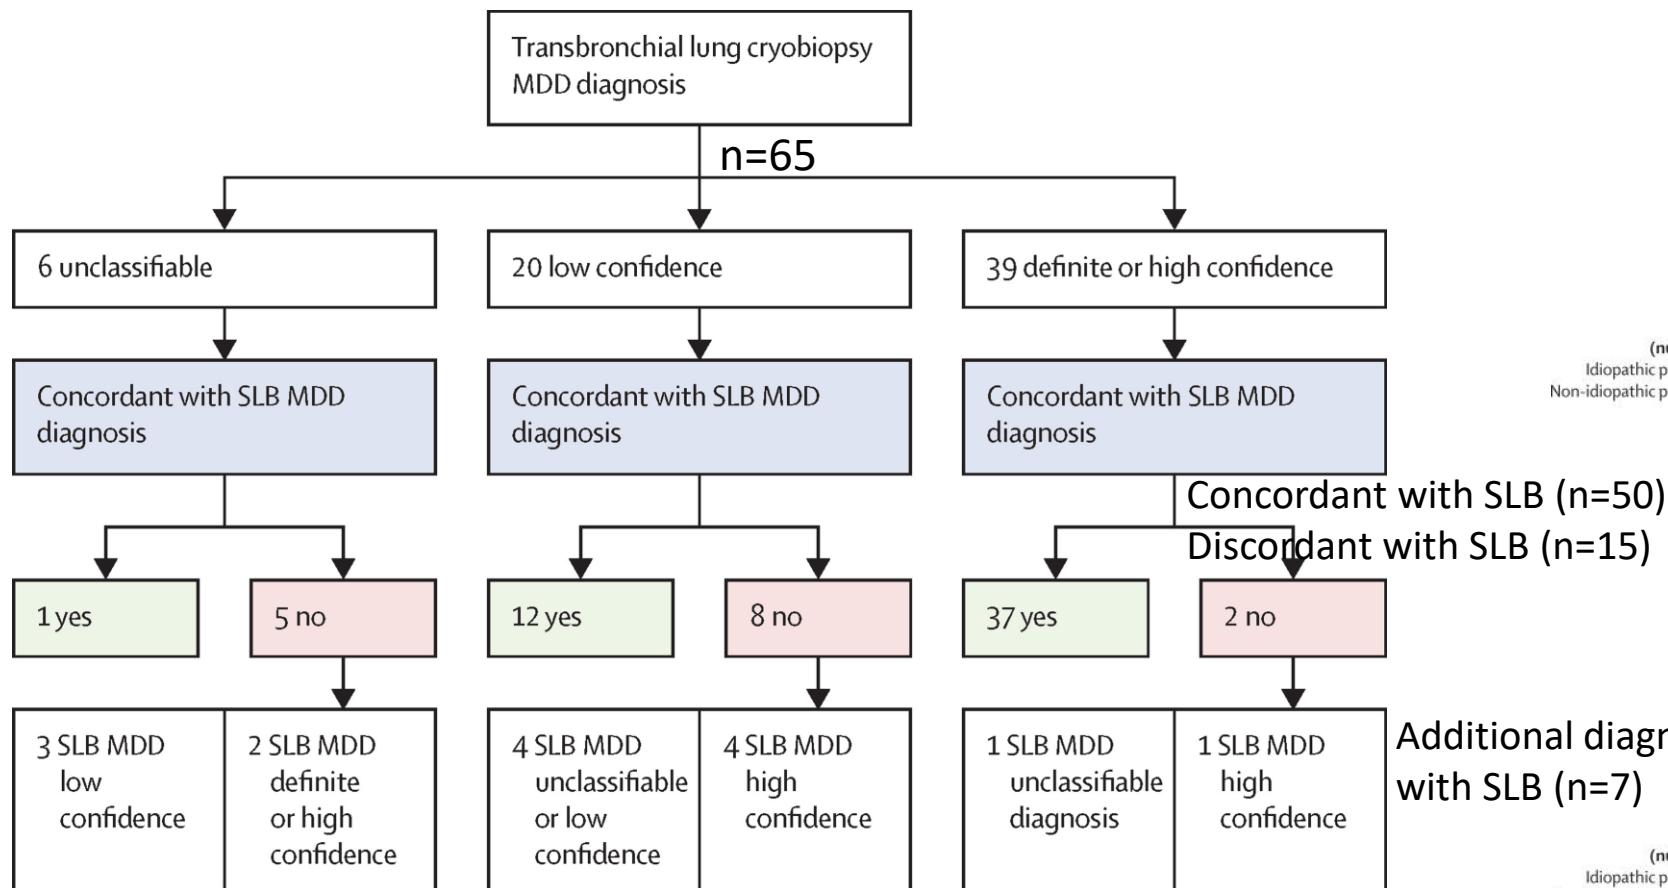 Transbronchial lung cryobiopsy
MDD diagnosis
n=65
6 unclassifiable
20 low confidence
39 definite or high confidence
Concordant with SLB MDD
diagnosis
Concordant with SLB MDD
diagnosis
Concordant with SLB MDD
diagnosis
(nu
Idiopathic p
Non-idiopathic p
Concordant with SLB (n=50)
Discordant with SLB (n=15)
1 yes
5 no
12 yes
8 no
37 yes
2 no
3 SLB MDD
low
confidence
2 SLB MDD
definite
or high
confidence
4 SLB MDD
unclassifiable
or low
confidence
4 SLB MDD
high
confidence
1 SLB MDD
unclassifiable
diagnosis
1 SLB MDD
high
confidence
Additional diagn
with SLB (n=7)
(nu
Idiopathic p